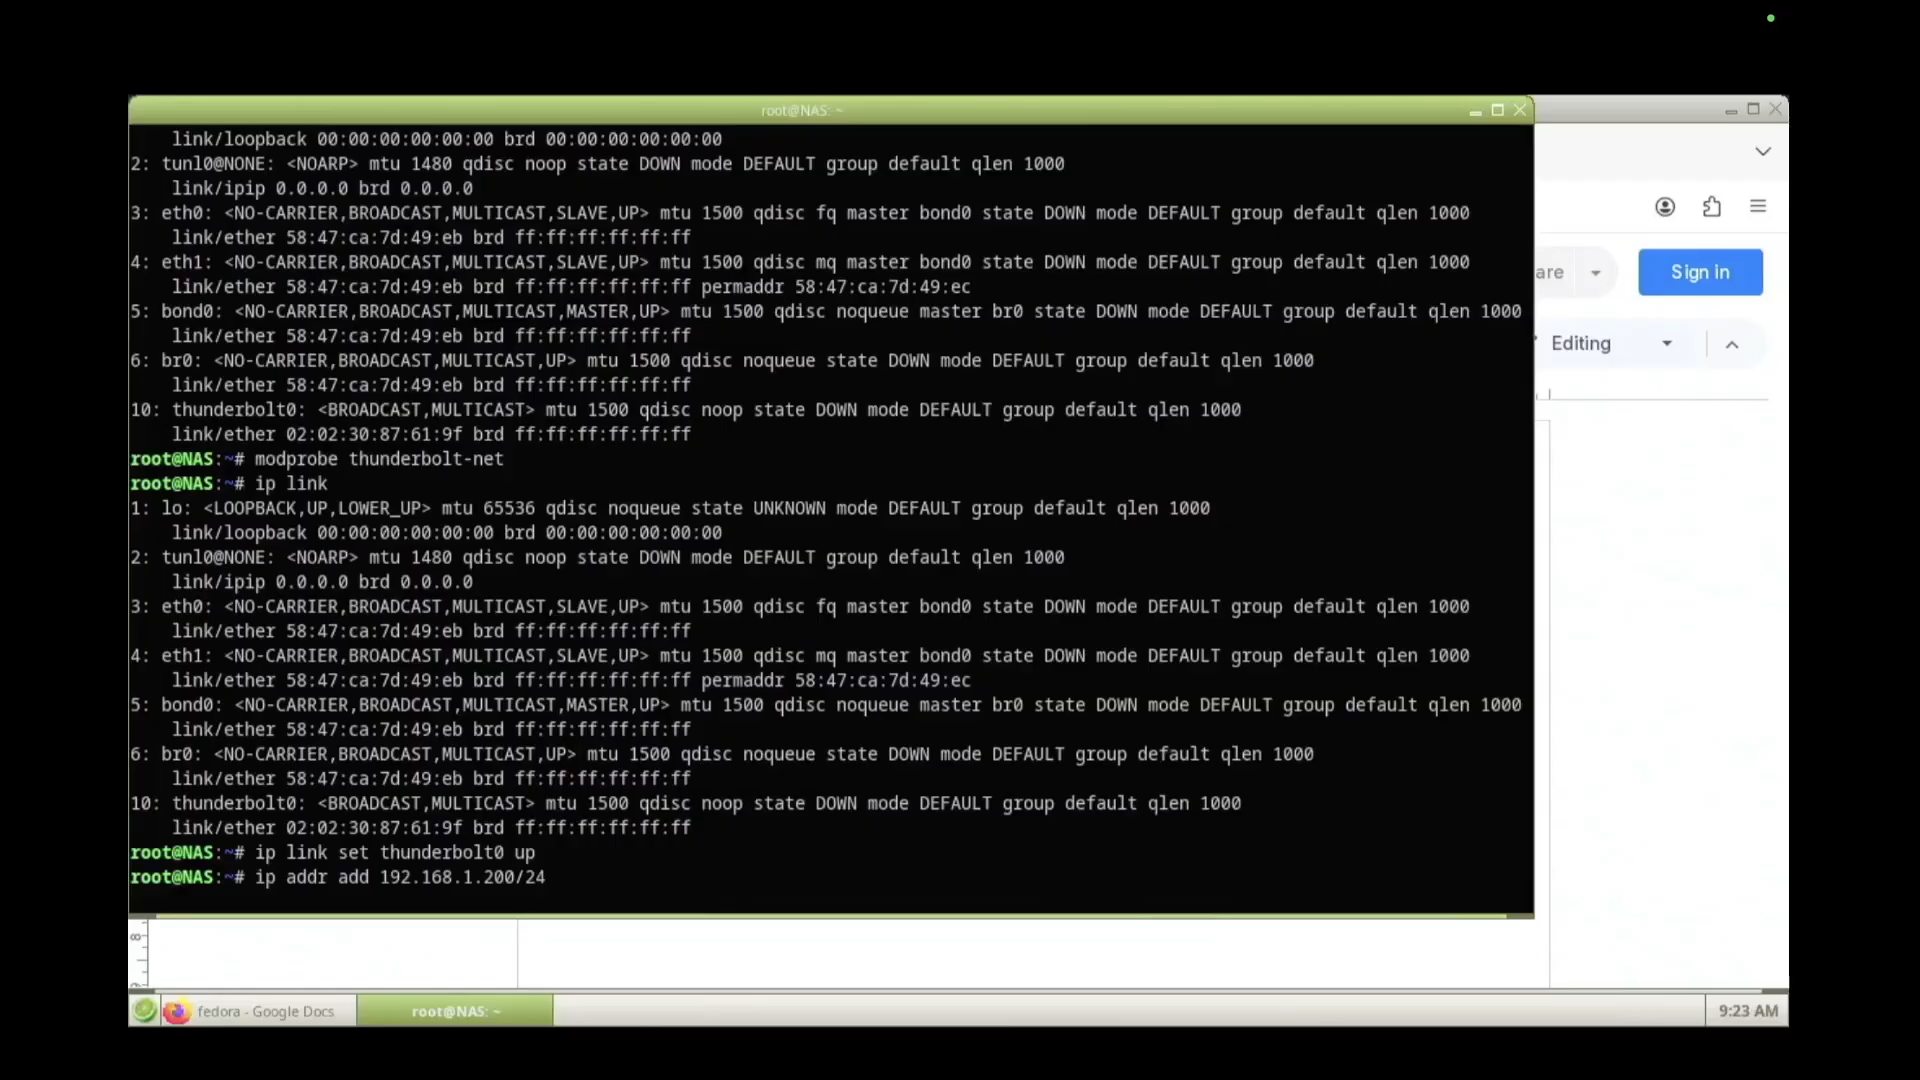 root@NAS: ~
link/loopback 00:00:00:00:00:00 brd 00:00:00:00:00:00
2: tunl0@NONE: <NOARP> mtu 1480 qdisc noop state DOWN mode DEFAULT group default qlen 1000
link/ipip 0.0.0.0 brd 0.0.0.0
3: eth0: <NO-CARRIER,BROADCAST,MULTICAST,SLAVE,UP> mtu 1500 qdisc fq master bond0 state DOWN mode DEFAULT group default qlen 1000
link/ether 58:47:ca:7d:49:eb brd ff:ff:ff:ff:ff:ff
4: eth1: <NO-CARRIER,BROADCAST,MULTICAST,SLAVE,UP> mtu 1500 qdisc mq master bond0 state DOWN mode DEFAULT group default qlen 1000
link/ether 58:47:ca:7d:49:eb brd ff:ff:ff:ff:ff:ff permaddr 58:47:ca:7d:49:ec
5: bond0: <NO-CARRIER,BROADCAST,MULTICAST,MASTER,UP> mtu 1500 qdisc noqueue master br0 state DOWN mode DEFAULT group default qlen 1000
link/ether 58:47:ca:7d:49:eb brd ff:ff:ff:ff:ff:ff
6: br0: <NO-CARRIER,BROADCAST,MULTICAST,UP> mtu 1500 qdisc noqueue state DOWN mode DEFAULT group default qlen 1000
link/ether 58:47:ca:7d:49:eb brd ff:ff:ff:ff:ff:ff
10: thunderbolt0: <BROADCAST,MULTICAST> mtu 1500 qdisc noop state DOWN mode DEFAULT group default qlen 1000
link/ether 02:02:30:87:61:9f brd ff:ff:ff:ff:ff:ff
root@NAS:~# modprobe thunderbolt-net
root@NAS:~# ip link
1: lo: <LOOPBACK,UP,LOWER_UP> mtu 65536 qdisc noqueue state UNKNOWN mode DEFAULT group default qlen 1000
link/loopback 00:00:00:00:00:00 brd 00:00:00:00:00:00
2: tunl0@NONE: <NOARP> mtu 1480 qdisc noop state DOWN mode DEFAULT group default qlen 1000
link/ipip 0.0.0.0 brd 0.0.0.0
3: eth0: <NO-CARRIER,BROADCAST,MULTICAST,SLAVE,UP> mtu 1500 qdisc fq master bond0 state DOWN mode DEFAULT group default qlen 1000
link/ether 58:47:ca:7d:49:eb brd ff:ff:ff:ff:ff:ff
4: eth1: <NO-CARRIER,BROADCAST,MULTICAST,SLAVE,UP> mtu 1500 qdisc mq master bond0 state DOWN mode DEFAULT group default qlen 1000
link/ether 58:47:ca:7d:49:eb brd ff:ff:ff:ff:ff:ff permaddr 58:47:ca:7d:49:ec
5: bond0: <NO-CARRIER,BROADCAST,MULTICAST,MASTER,UP> mtu 1500 qdisc noqueue master br0 state DOWN mode DEFAULT group default qlen 1000
link/ether 58:47:ca:7d:49:eb brd ff:ff:ff:ff:ff:ff
6: br0: <NO-CARRIER,BROADCAST,MULTICAST,UP> mtu 1500 qdisc noqueue state DOWN mode DEFAULT group default qlen 1000
link/ether 58:47:ca:7d:49:eb brd ff:ff:ff:ff:ff:ff
10: thunderbolt0: <BROADCAST,MULTICAST> mtu 1500 qdisc noop state DOWN mode DEFAULT group default qlen 1000
link/ether 02:02:30:87:61:9f brd ff:ff:ff:ff:ff:ff
root@NAS:~# ip link set thunderbolt0 up
root@NAS:~# ip addr add 192.168.1.200/24
are
Sign in
Editing
8
fedora - Google Docs
root@NAS: ~
9:23 AM